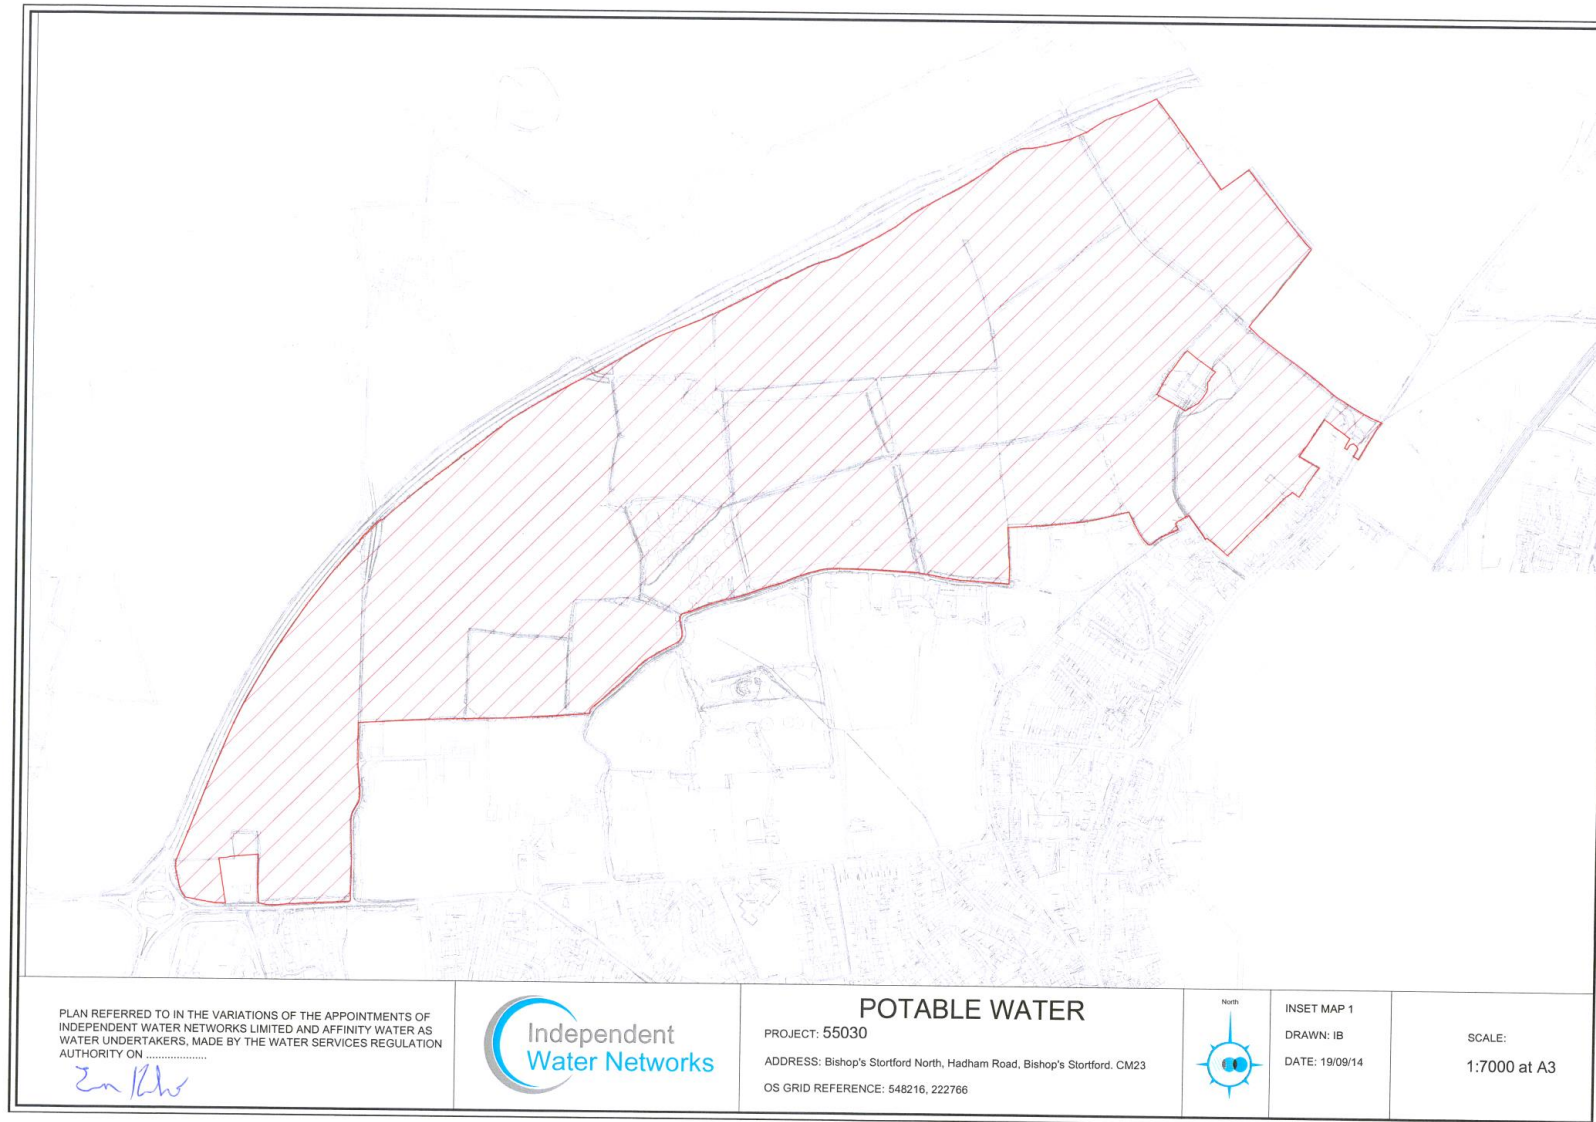 PLAN REFERRED TO IN THE VARIATIONS OF THE APPOINTMENTS OF
INDEPENDENT WATER NETWORKS LIMITED AND AFFINITY WATER AS
WATER UNDERTAKERS, MADE BY THE WATER SERVICES REGULATION
AUTHORITY ON ....................
Independent
Water Networks
POTABLE WATER
PROJECT: 55030
ADDRESS: Bishop's Stortford North, Hadham Road, Bishop's Stortford. CM23
OS GRID REFERENCE: 548216, 222766
North
INSET MAP 1
DRAWN: IB
DATE: 19/09/14
SCALE:
1:7000 at A3